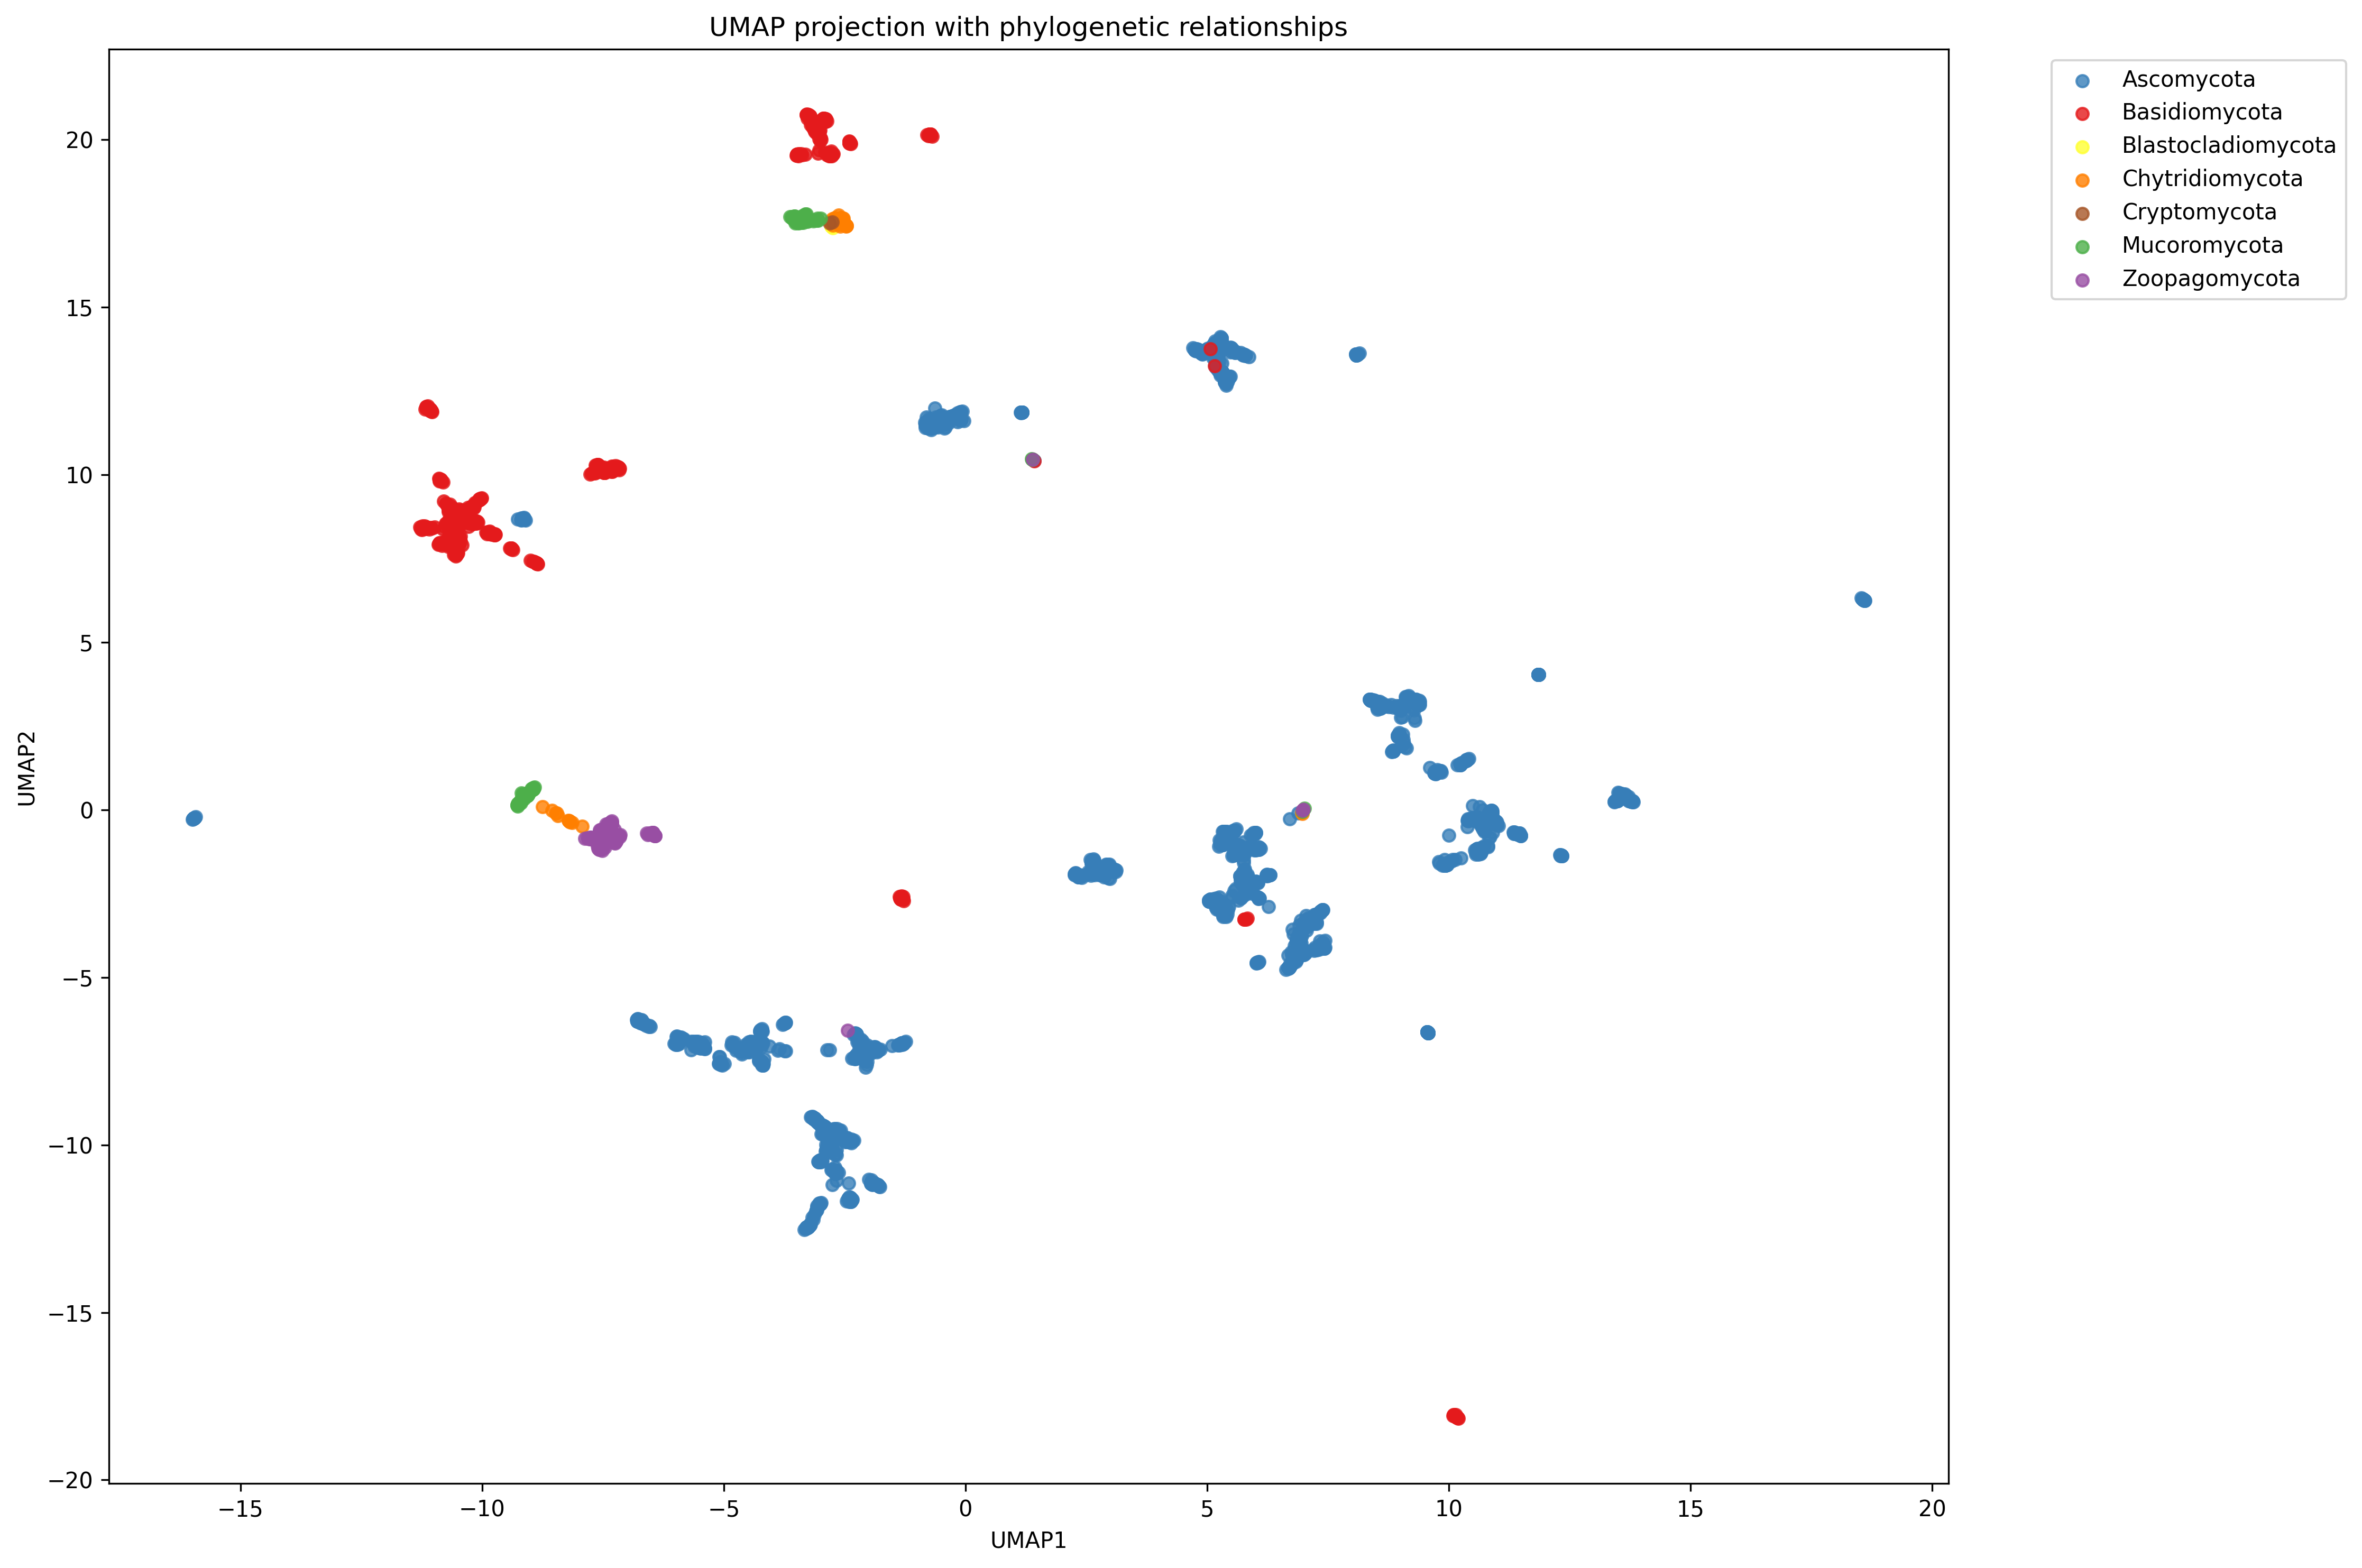 UMAP projection with phylogenetic relationships
Ascomycota
Basidiomycota
Blastocladiomycota
Chytridiomycota
Cryptomycota
Mucoromycota
Zoopagomycota
20
15
10
5
0
−5
−10
−15
−20
UMAP2
−15
−10
−5
0
5
10
15
20
UMAP1